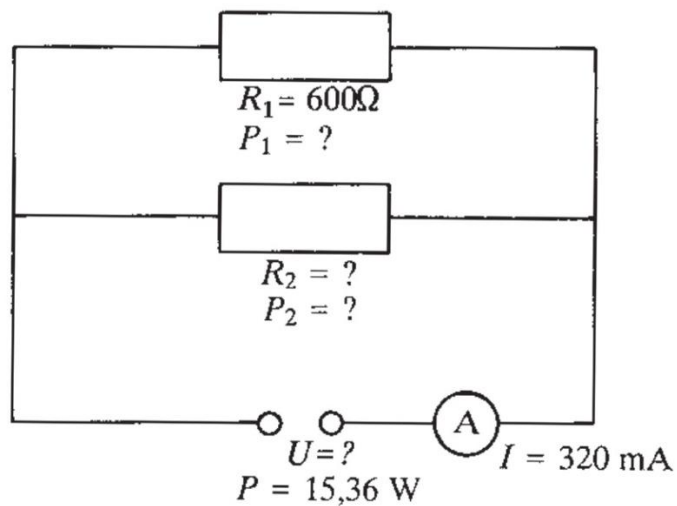 R₁ = 600Ω
P₁ = ?
R₂ = ?
P₂ = ?
A
U=?
I = 320 mA
P = 15,36 W